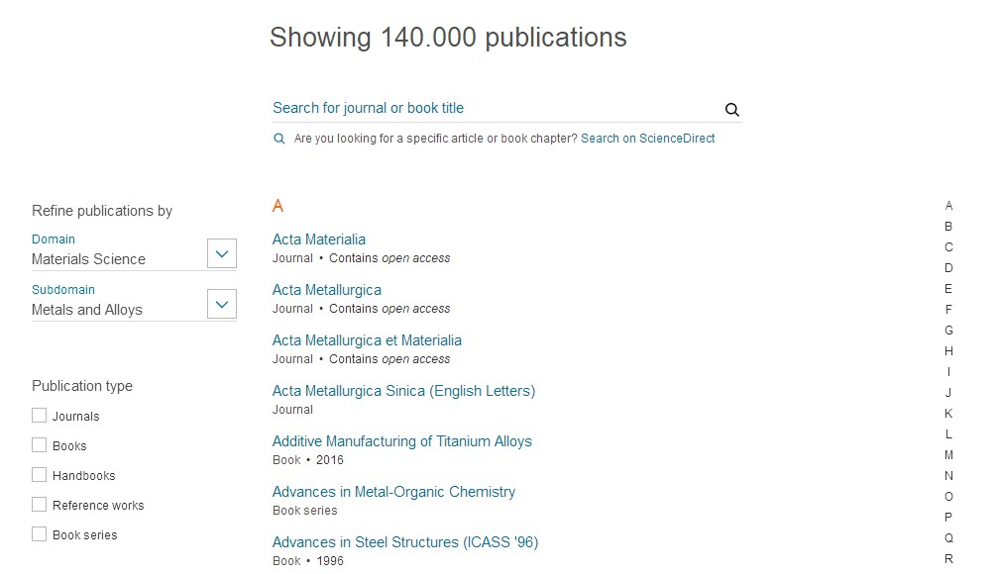 Showing 140.000 publications
Search for journal or book title
Are you looking for a specific article or book chapter? Search on ScienceDirect
Refine publications by
Domain
Materials Science
Subdomain
Metals and Alloys
Publication type
Journals
Books
Handbooks
Reference works
Book series
A
Acta Materialia
Journal • Contains open access
Acta Metallurgica
Journal • Contains open access
Acta Metallurgica et Materialia
Journal • Contains open access
Acta Metallurgica Sinica (English Letters)
Journal
Additive Manufacturing of Titanium Alloys
Book • 2016
Advances in Metal-Organic Chemistry
Book series
Advances in Steel Structures (ICASS '96)
Book • 1996
A
B
C
D
E
F
G
H
I
J
K
L
M
N
O
P
Q
R